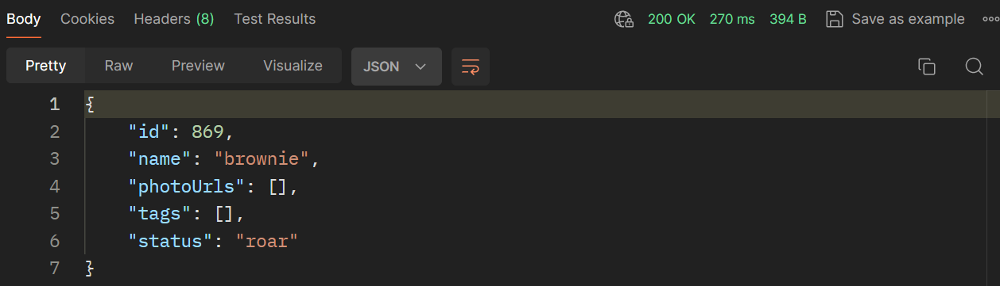 Body Cookies Headers (8) Test Results 200 OK 270 ms 394 B Save as example
Pretty Raw Preview Visualize JSON
1 {
2 "id": 869,
3 "name": "brownie",
4 "photoUrls": [],
5 "tags": [],
6 "status": "roar"
7 }